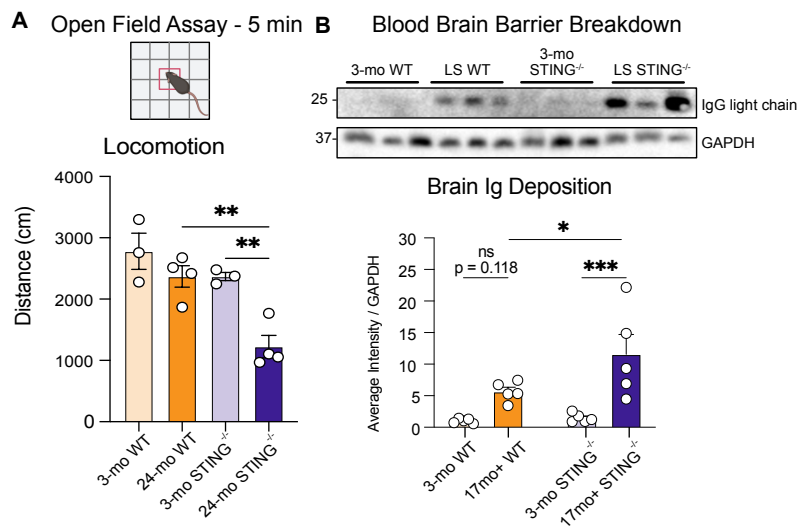 A
Open Field Assay - 5 min
Locomotion
4000
3000
2000
1000
0
Distance (cm)
**
**
3-mo WT
24-mo WT
3-mo STING-/-
24-mo STING-/-
B
Blood Brain Barrier Breakdown
3-mo WT
LS WT
3-mo
STING-/-
LS STING-/-
25
IgG light chain
37-
GAPDH
Brain Ig Deposition
30
25
20
15
10
5
0
Average Intensity / GAPDH
*
ns
p = 0.118
***
3-mo WT
17mo+ WT
3-mo STING-/-
17mo+ STING-/-